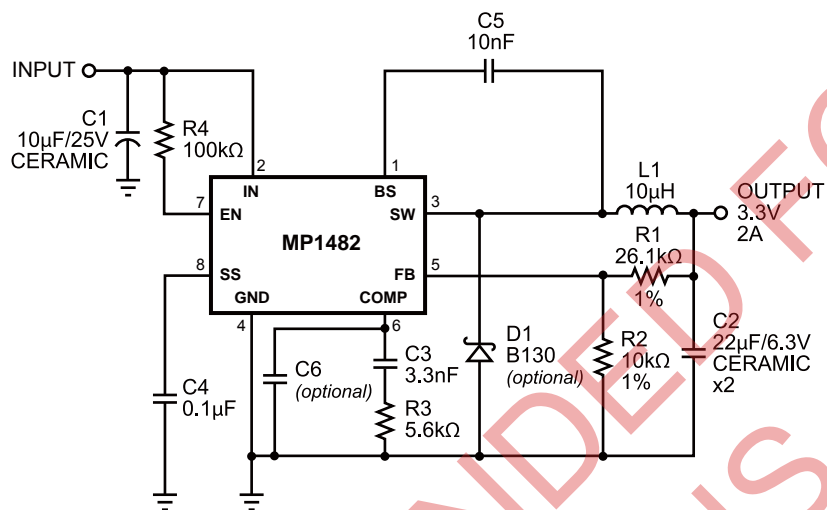 C5
10nF
INPUT
C1
10µF/25V
CERAMIC
R4
100kΩ
2
1
IN
BS
L1
10µH
OUTPUT
3.3V
2A
7
EN
SW
3
MP1482
R1
26.1kΩ
1%
8
SS
FB
5
GND
COMP
4
6
C4
0.1µF
C6
(optional)
C3
3.3nF
R3
5.6kΩ
D1
B130
(optional)
R2
10kΩ
1%
C2
22µF/6.3V
CERAMIC
x2
NDED FO
NS